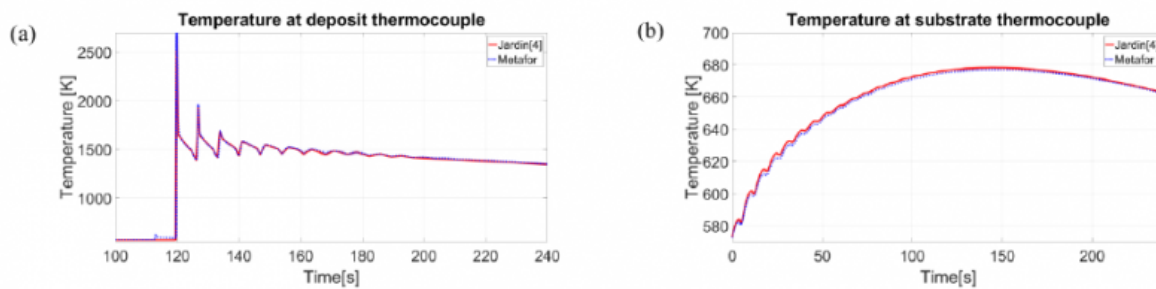 (a)
Temperature at deposit thermocouple
2500
2000
1500
1000
Temperature [K]
100 120 140 160 180 200 220 240
Time[s]
Jardin[4]
Metafor
(b)
Temperature at substrate thermocouple
700
680
660
640
620
600
580
Temperature [K]
0 50 100 150 200
Time[s]
Jardin[4]
Metafor